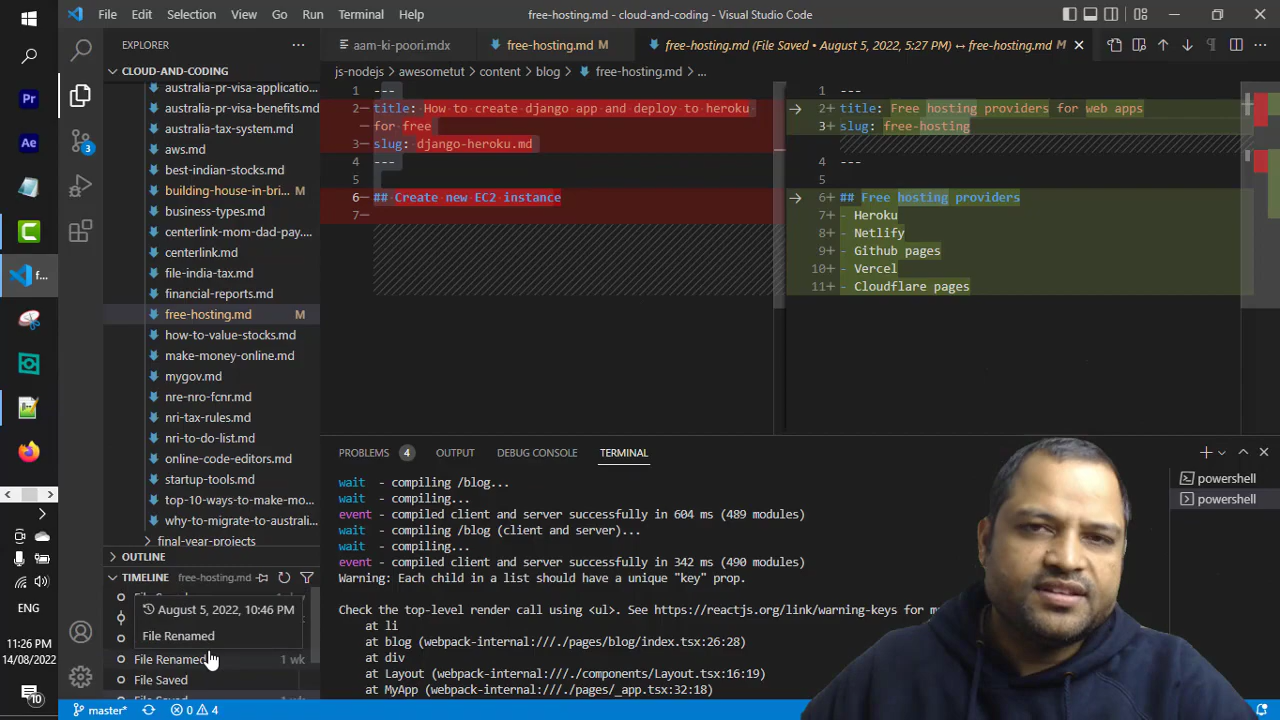 File Edit Selection View Go Run Terminal Help
free-hosting.md - cloud-and-coding - Visual Studio Code
EXPLORER
CLOUD-AND-CODING
australia-pr-visa-applicatio...
australia-pr-visa-benefits.md
australia-tax-system.md
aws.md
best-indian-stocks.md
building-house-in-bri... M
business-types.md
centerlink-mom-dad-pay....
centerlink.md
file-india-tax.md
financial-reports.md
free-hosting.md M
how-to-value-stocks.md
make-money-online.md
mygov.md
nre-nro-fcnr.md
nri-tax-rules.md
nri-to-do-list.md
online-code-editors.md
startup-tools.md
top-10-ways-to-make-mo...
why-to-migrate-to-australi...
final-year-projects
OUTLINE
TIMELINE free-hosting.md
August 5, 2022, 10:46 PM
File Renamed
File Renamed 1 wk
File Saved
aam-ki-poori.mdx
free-hosting.md M
free-hosting.md (File Saved • August 5, 2022, 5:27 PM) ↔ free-hosting.md M
js-nodejs > awesometut > content > blog > free-hosting.md > ...
1 ---
2 title: How to create django app and deploy to heroku
for free
3 slug: django-heroku.md
4 ---
5
6 ## Create new EC2 instance
7
1 ---
2+ title: Free hosting providers for web apps
3+ slug: free-hosting
4 ---
5
6+ ## Free hosting providers
7+ - Heroku
8+ - Netlify
9+ - Github pages
10+ - Vercel
11+ - Cloudflare pages
PROBLEMS 4 OUTPUT DEBUG CONSOLE TERMINAL
wait - compiling /blog...
wait - compiling...
event - compiled client and server successfully in 604 ms (489 modules)
wait - compiling /blog (client and server)...
wait - compiling...
event - compiled client and server successfully in 342 ms (490 modules)
Warning: Each child in a list should have a unique "key" prop.
Check the top-level render call using <ul>. See https://reactjs.org/link/warning-keys for m
at li
at blog (webpack-internal:///./pages/blog/index.tsx:26:28)
at div
at Layout (webpack-internal:///./components/Layout.tsx:16:19)
at MyApp (webpack-internal:///./pages/_app.tsx:32:18)
powershell
powershell
Pr
Ae
f...
3
ENG
11:26 PM
14/08/2022
10
master* 0 4